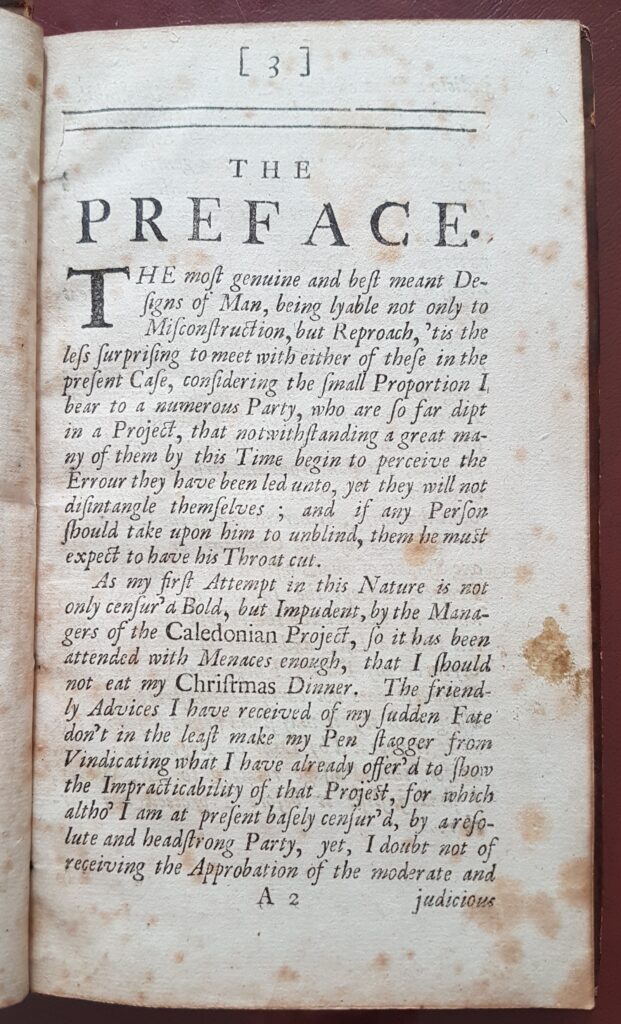 [ 3 ]
THE
PREFACE.
THE moſt genuine and beſt meant De-
ſigns of Man, being lyable not only to
Miſconſtruction, but Reproach, 'tis the
leſs ſurpriſing to meet with either of theſe in the
preſent Caſe, conſidering the ſmall Proportion I
bear to a numerous Party, who are ſo far dipt
in a Project, that notwithſtanding a great ma-
ny of them by this Time begin to perceive the
Errour they have been led unto, yet they will not
diſintangle themſelves ; and if any Perſon
ſhould take upon him to unblind, them he muſt
expect to have his Throat cut.
As my firſt Attempt in this Nature is not
only cenſur'd Bold, but Impudent, by the Mana-
gers of the Caledonian Project, ſo it has been
attended with Menaces enough, that I ſhould
not eat my Chriſtmas Dinner. The friend-
ly Advices I have received of my ſudden Fate
don't in the leaſt make my Pen ſtagger from
Vindicating what I have already offer'd to ſhow
the Impracticability of that Project, for which
altho' I am at preſent baſely cenſur'd, by a reſo-
lute and headſtrong Party, yet, I doubt not of
receiving the Approbation of the moderate and
A 2 judicious